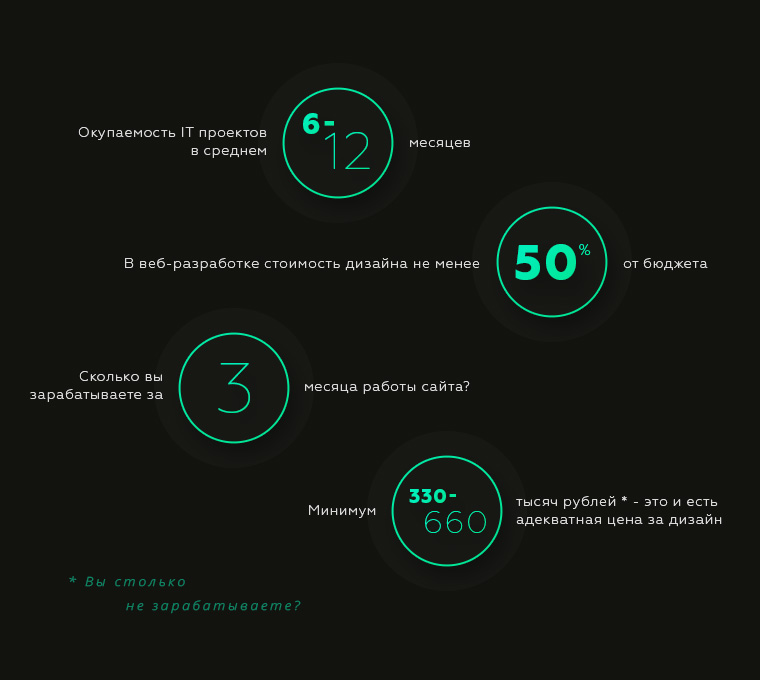 Окупаемость IT проектов
в среднем
6-
12
месяцев
В веб-разработке стоимость дизайна не менее 50% от бюджета
Сколько вы
зарабатываете за
3
месяца работы сайта?
Минимум
330-
660
тысяч рублей * - это и есть
адекватная цена за дизайн
* Вы столько
не зарабатываете?